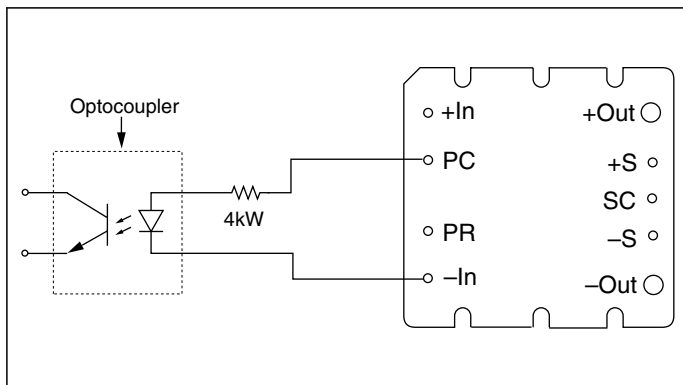 Optocoupler
4kW
+In
PC
PR
–In
+Out
+S
SC
–S
–Out